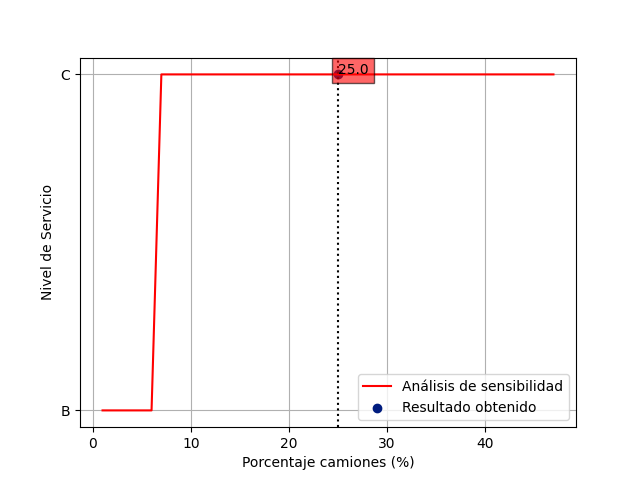 C
25.0
Nivel de Servicio
B
Análisis de sensibilidad
Resultado obtenido
0 10 20 30 40
Porcentaje camiones (%)